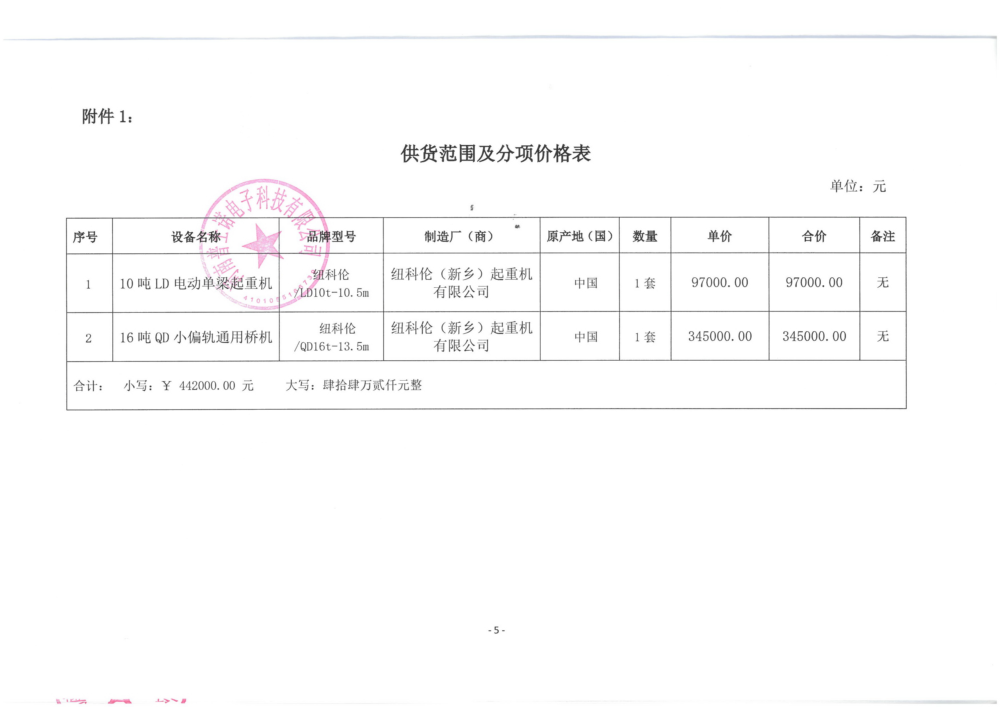 附件 1：
供货范围及分项价格表
单位：元
序号 设备名称 品牌型号 制造厂（商） 原产地（国） 数量 单价 合价 备注
1 10 吨 LD 电动单梁起重机 纽科伦 /LD10t-10.5m 纽科伦（新乡）起重机有限公司 中国 1 套 97000.00 97000.00 无
2 16 吨 QD 小偏轨通用桥机 纽科伦 /QD16t-13.5m 纽科伦（新乡）起重机有限公司 中国 1 套 345000.00 345000.00 无
合计： 小写：￥ 442000.00 元 大写：肆拾肆万贰仟元整
诺电子科技有限公司
- 5 -